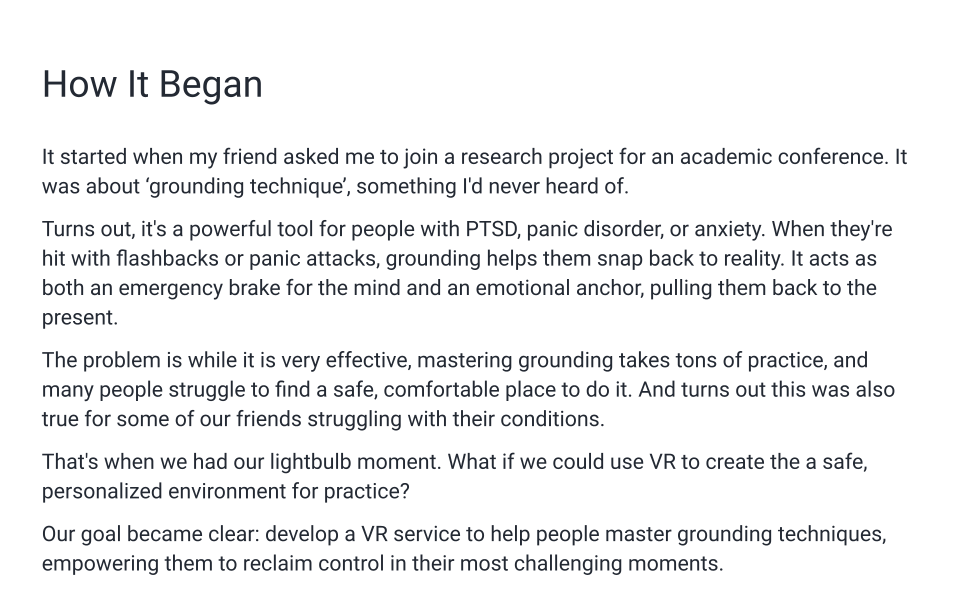 How It Began
It started when my friend asked me to join a research project for an academic conference. It
was about ‘grounding technique’, something I'd never heard of.
Turns out, it's a powerful tool for people with PTSD, panic disorder, or anxiety. When they're
hit with flashbacks or panic attacks, grounding helps them snap back to reality. It acts as
both an emergency brake for the mind and an emotional anchor, pulling them back to the
present.
The problem is while it is very effective, mastering grounding takes tons of practice, and
many people struggle to find a safe, comfortable place to do it. And turns out this was also
true for some of our friends struggling with their conditions.
That's when we had our lightbulb moment. What if we could use VR to create the a safe,
personalized environment for practice?
Our goal became clear: develop a VR service to help people master grounding techniques,
empowering them to reclaim control in their most challenging moments.